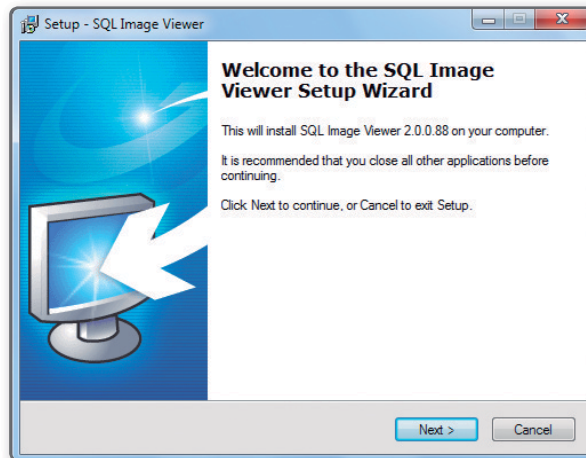 Setup - SQL Image Viewer
Welcome to the SQL Image
Viewer Setup Wizard
This will install SQL Image Viewer 2.0.0.88 on your computer.
It is recommended that you close all other applications before
continuing.
Click Next to continue, or Cancel to exit Setup.
Next >
Cancel